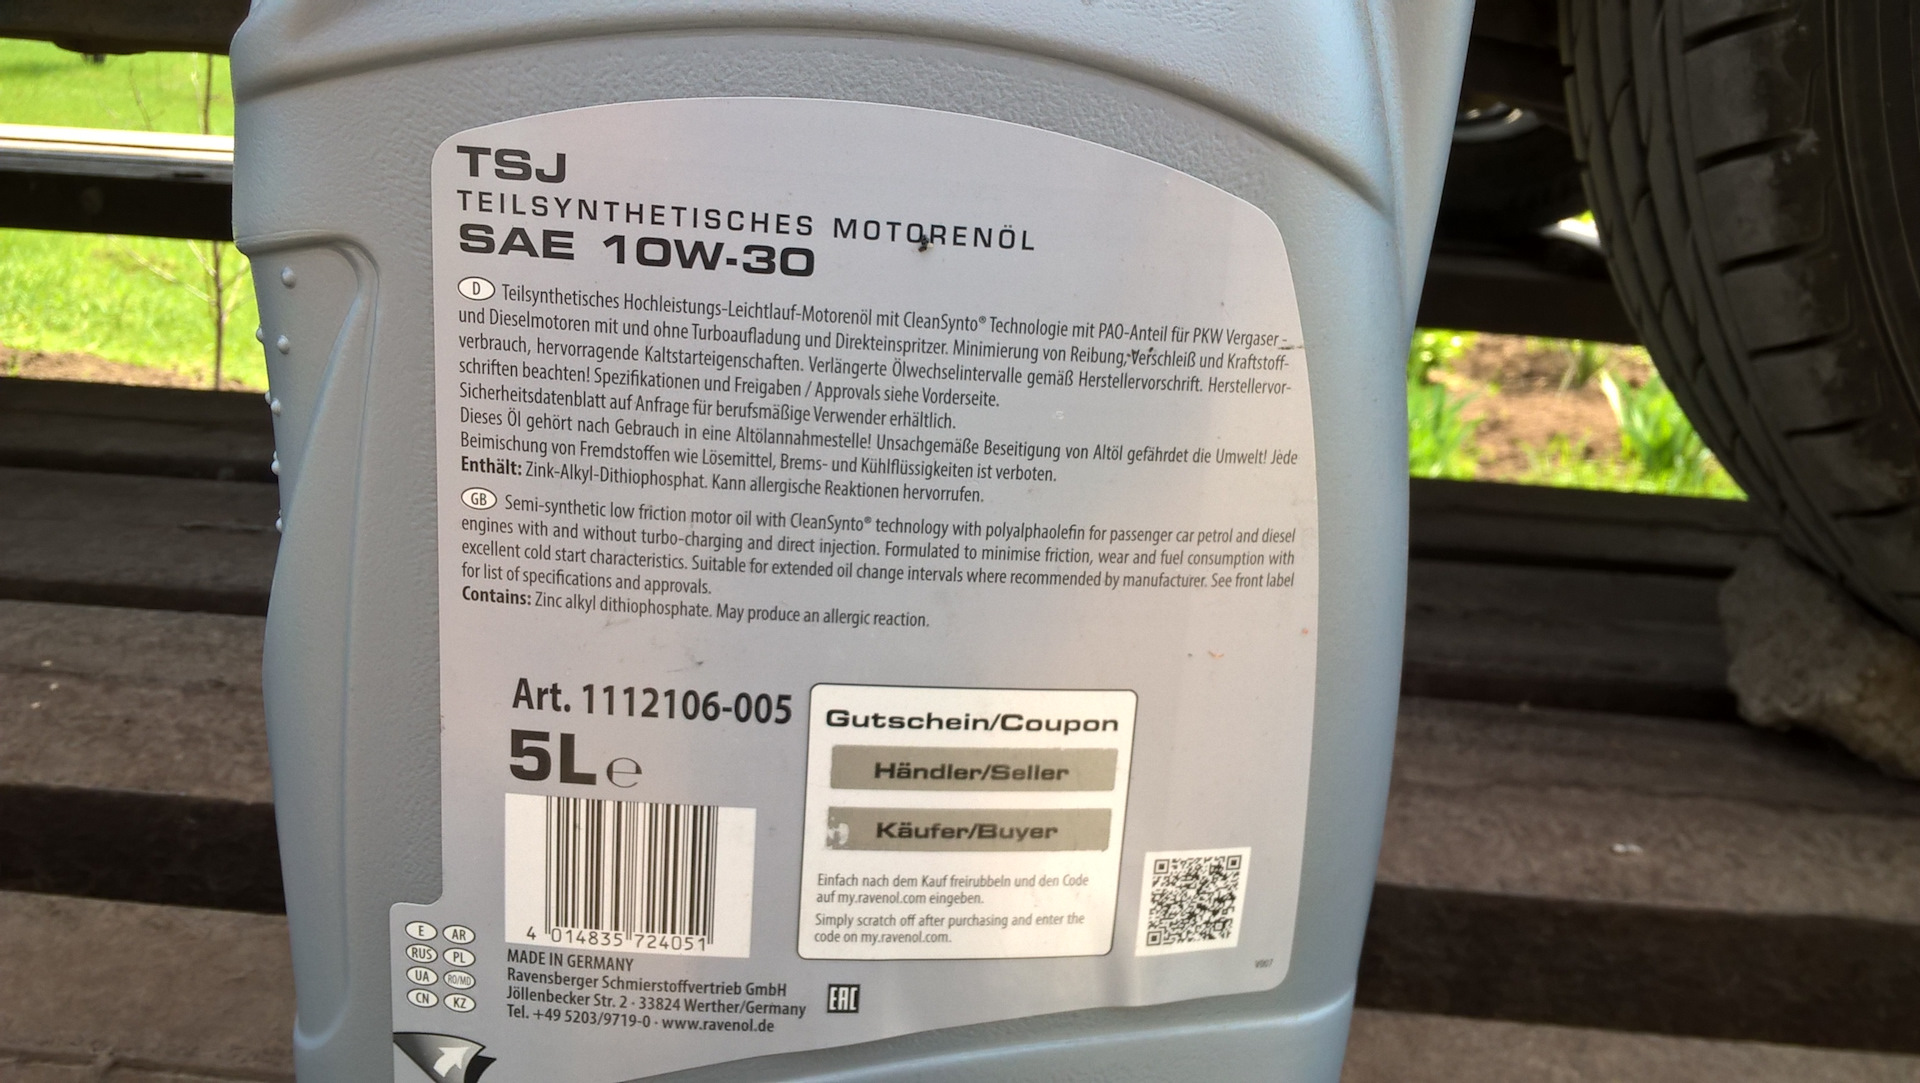 TSJ
TEILSYNTHETISCHES MOTORENÖL
SAE 10W-30
D Teilsynthetisches Hochleistungs-Leichtlauf-Motorenöl mit CleanSynto® Technologie mit PAO-Anteil für PKW Vergaser -
und Dieselmotoren mit und ohne Turboaufladung und Direkteinspritzer. Minimierung von Reibung, Verschleiß und Kraftstoff-
verbrauch, hervorragende Kaltstarteigenschaften. Verlängerte Ölwechselintervalle gemäß Herstellervorschrift. Herstellervor-
schriften beachten! Spezifikationen und Freigaben / Approvals siehe Vorderseite.
Sicherheitsdatenblatt auf Anfrage für berufsmäßige Verwender erhältlich.
Dieses Öl gehört nach Gebrauch in eine Altölannahmestelle! Unsachgemäße Beseitigung von Altöl gefährdet die Umwelt! Jede
Beimischung von Fremdstoffen wie Lösemittel, Brems- und Kühlflüssigkeiten ist verboten.
Enthält: Zink-Alkyl-Dithiophosphat. Kann allergische Reaktionen hervorrufen.
GB Semi-synthetic low friction motor oil with CleanSynto® technology with polyalphaolefin for passenger car petrol and diesel
engines with and without turbo-charging and direct injection. Formulated to minimise friction, wear and fuel consumption with
excellent cold start characteristics. Suitable for extended oil change intervals where recommended by manufacturer. See front label
for list of specifications and approvals.
Contains: Zinc alkyl dithiophosphate. May produce an allergic reaction.
Art. 1112106-005
5L e
4 014835 724051
Gutschein/Coupon
Händler/Seller
Käufer/Buyer
Einfach nach dem Kauf freirubbeln und den Code
auf my.ravenol.com eingeben.
Simply scratch off after purchasing and enter the
code on my.ravenol.com.
V007
E AR
RUS PL
UA RO/MD
CN KZ
MADE IN GERMANY
Ravensberger Schmierstoffvertrieb GmbH
Jöllenbecker Str. 2 · 33824 Werther/Germany
Tel. +49 5203/9719-0 · www.ravenol.de
EAC